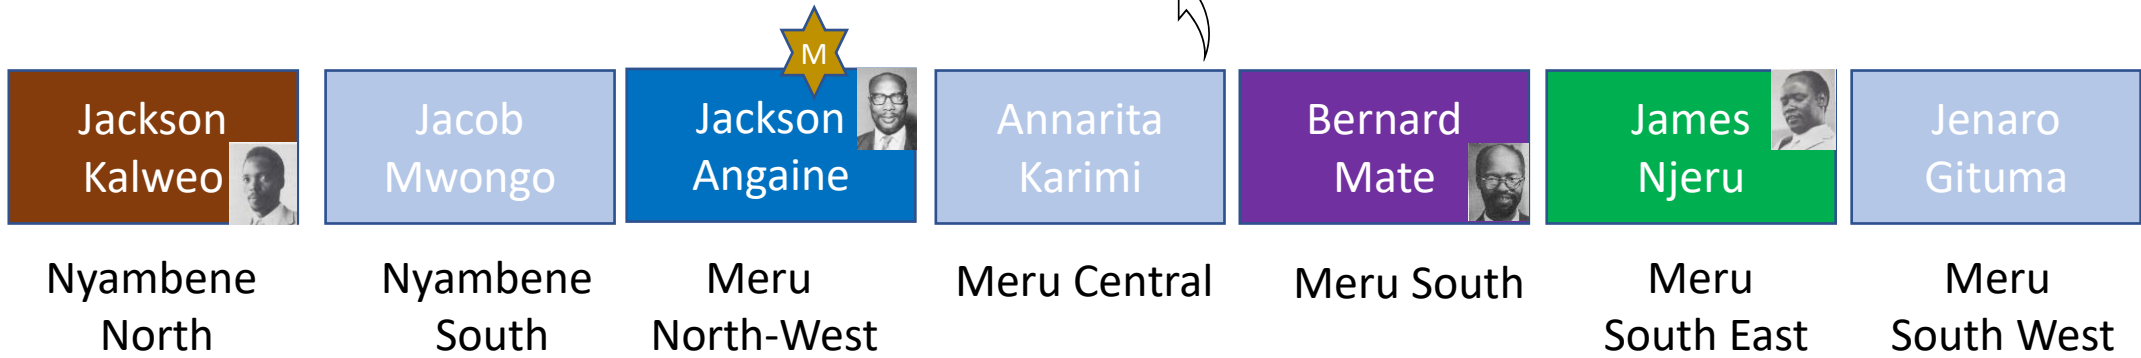 M
Jackson
Kalweo
Jacob
Mwongo
Jackson
Angaine
Annarita
Karimi
Bernard
Mate
James
Njeru
Jenaro
Gituma
Nyambene
North
Nyambene
South
Meru
North-West
Meru Central
Meru South
Meru
South East
Meru
South West